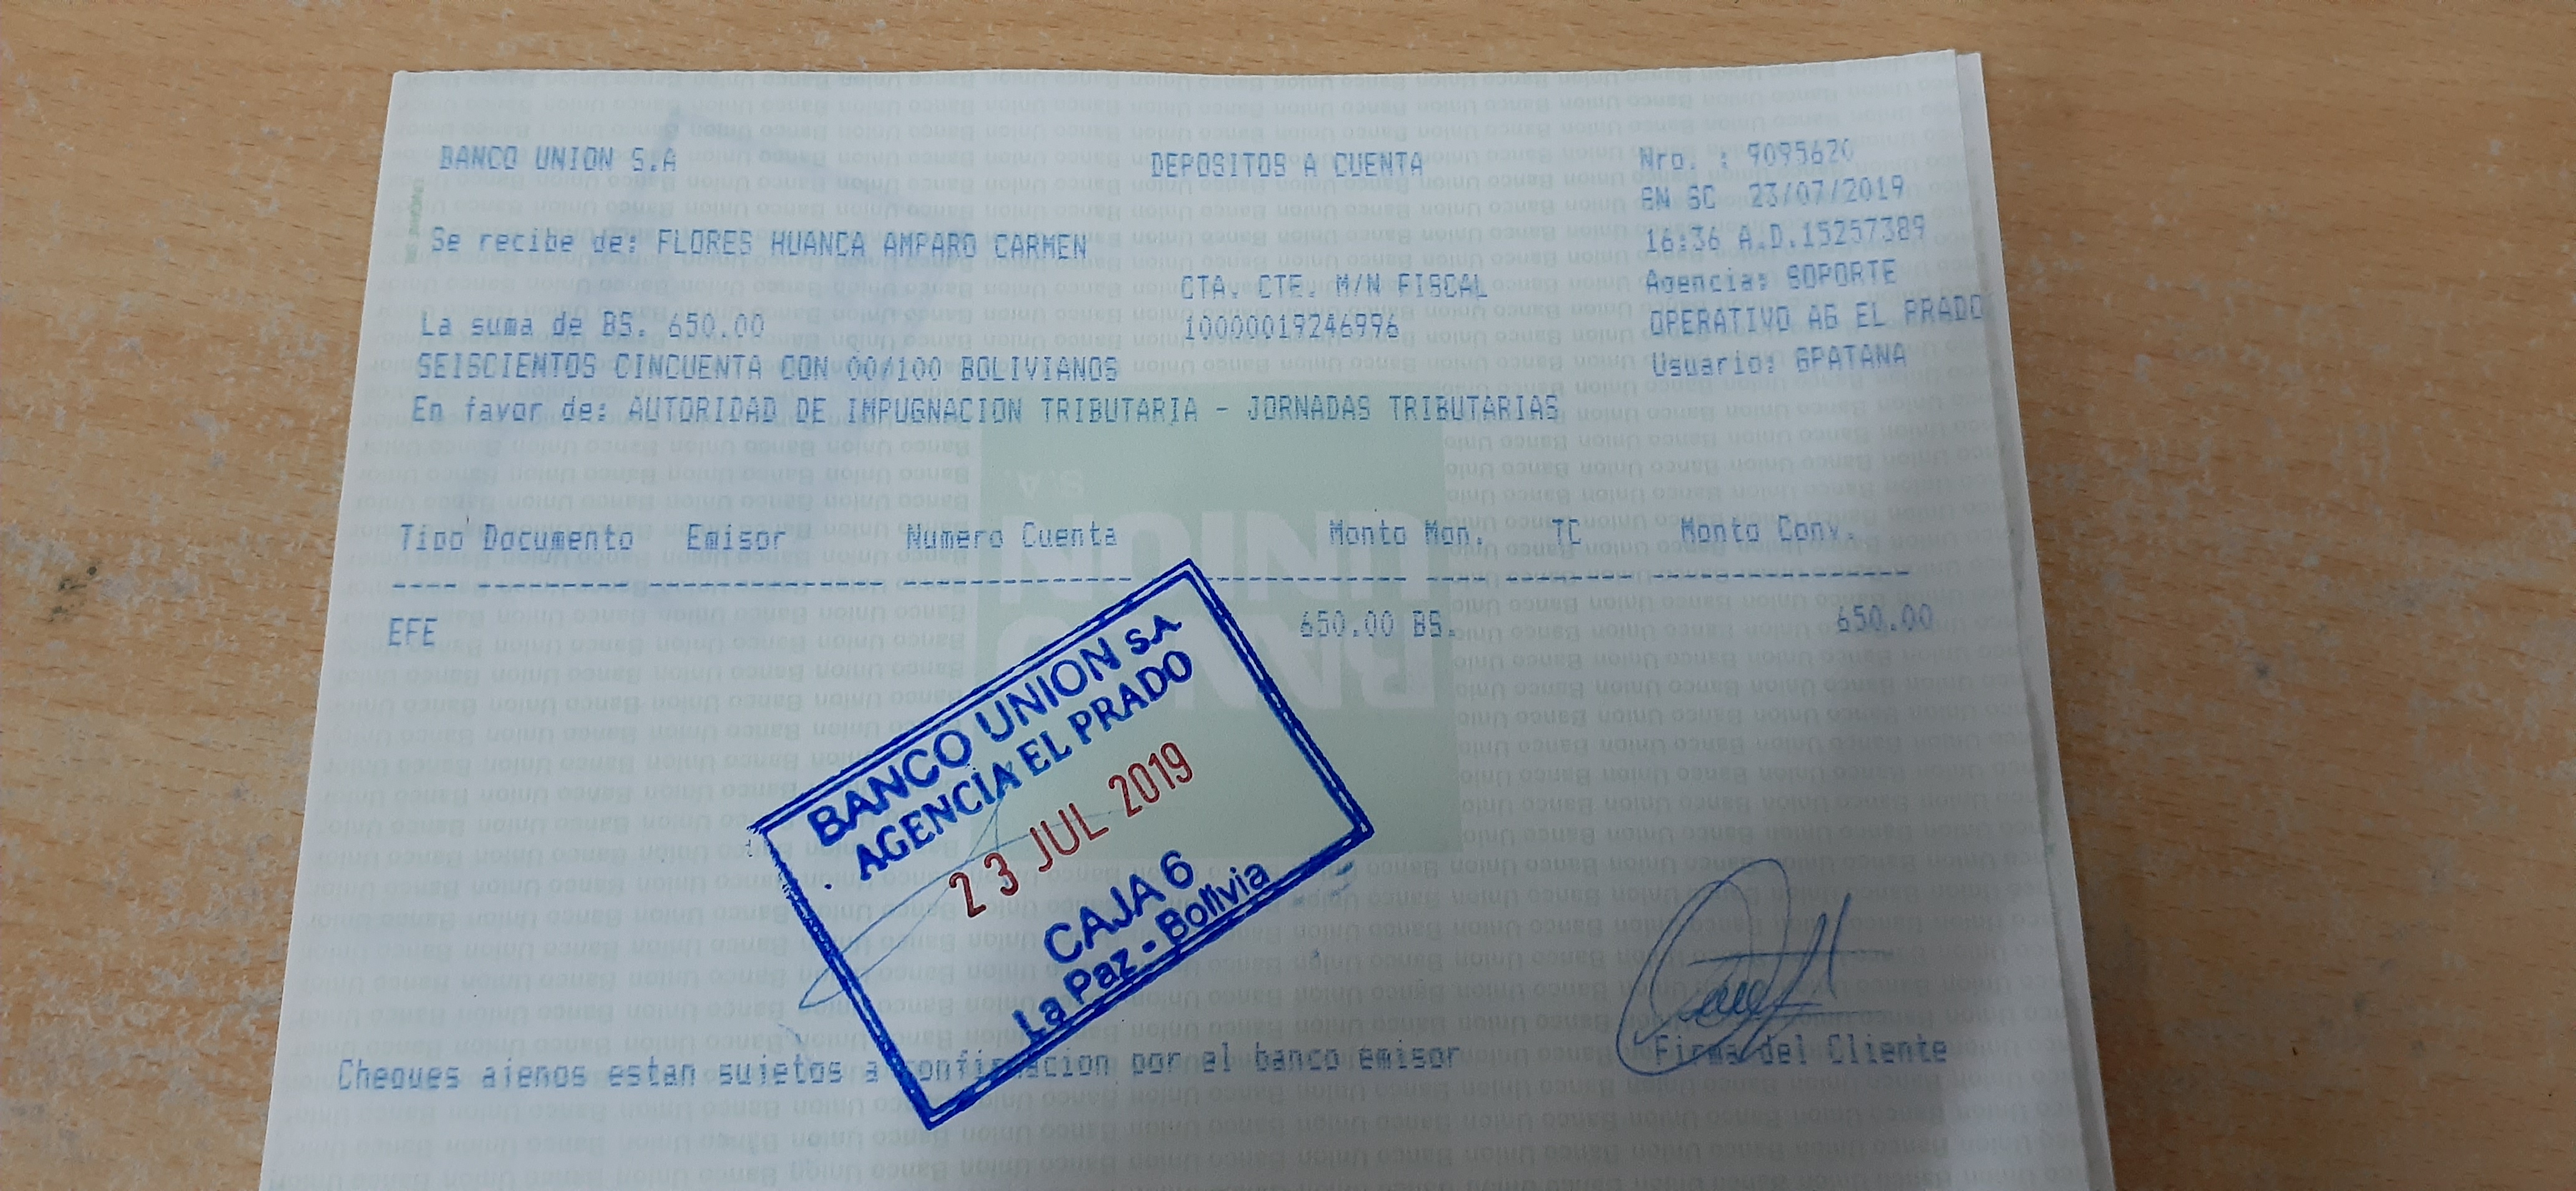 BANCO UNION S.A DEPOSITOS A CUENTA Nro. : 9095620
GN SC 23/07/2019
Se recibe de: FLORES HUANCA AMPARO CARMEN 16:36 A.D.15257389
CTA. CTE. M/N FISCAL Agencia: SOPORTE
La suma de BS. 650.00 10000019246996 OPERATIVO AG EL PRADO
SEISCIENTOS CINCUENTA CON 00/100 BOLIVIANOS Usuario: GPATANA
En favor de: AUTORIDAD DE IMPUGNACION TRIBUTARIA - JORNADAS TRIBUTARIAS
Tipo Documento Emisor Numero Cuenta Monto Mon. TC Monto Conv.
EFE 650.00 BS. 650.00
BANCO UNION S.A.
AGENCIA EL PRADO
23 JUL 2019
CAJA 6
La Paz - Bolivia
Firma del Cliente
Cheques ajenos estan sujetos a confirmacion por el banco emisor